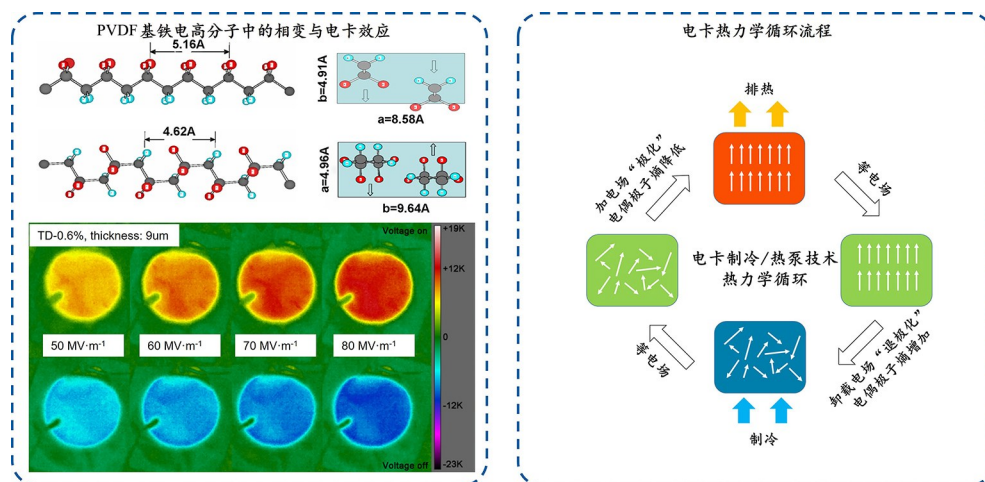 PVDF基铁电高分子中的相变与电卡效应
5.16A
b=4.91A
a=8.58A
4.62A
a=4.96A
b=9.64A
TD-0.6%, thickness: 9um
Voltage on
+19K
+12K
0
-12K
-23K
50 MV·m⁻¹
60 MV·m⁻¹
70 MV·m⁻¹
80 MV·m⁻¹
Voltage off
电卡热力学循环流程
排热
加电场“极化”
电偶极子熵降低
等电场
电卡制冷/热泵技术
热力学循环
等电场
卸载电场“退极化”
电偶极子熵增加
制冷